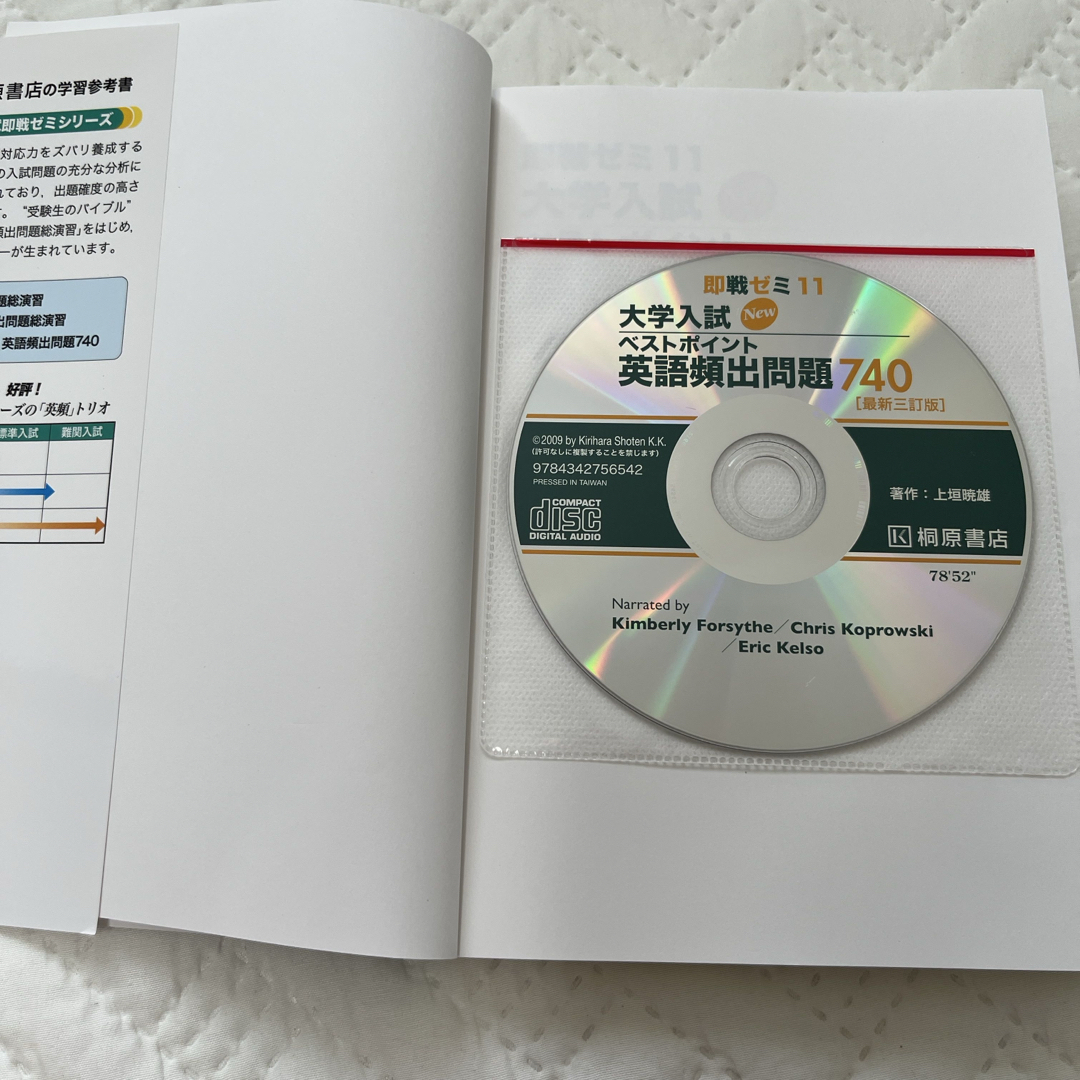 原書店の学習参考書
式即戦ゼミシリーズ
対応力をズバリ養成する
の入試問題の充分な分析に
れており，出題確度の高さ
す。“受験生のバイブル”
頻出問題総演習」をはじめ，
ーが生まれています。
題総演習
出問題総演習
英語頻出問題740
好評！
ーズの「英頻」トリオ
標準入試 難関入試
即戦ゼミ11
大学入試
即戦ゼミ11
大学入試 New
ベストポイント
英語頻出問題740
［最新三訂版］
©2009 by Kirihara Shoten K.K.
(許可なしに複製することを禁じます)
9784342756542
PRESSED IN TAIWAN
COMPACT
disc
DIGITAL AUDIO
著作：上垣暁雄
K 桐原書店
78'52"
Narrated by
Kimberly Forsythe／Chris Koprowski
／Eric Kelso